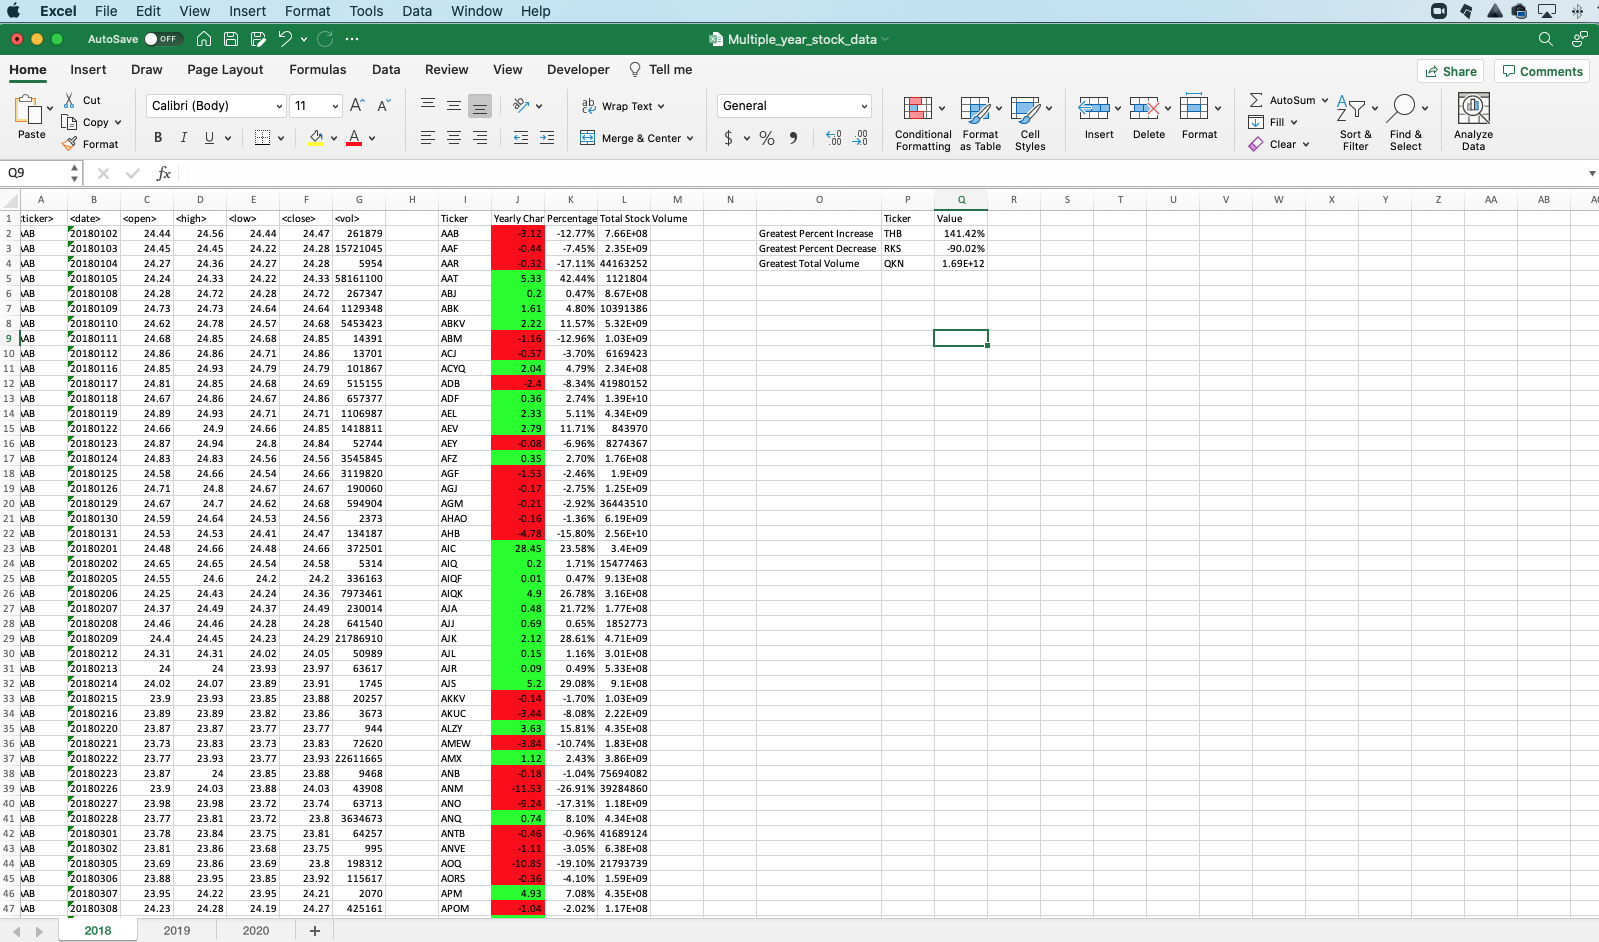 Excel File Edit View Insert Format Tools Data Window Help
AutoSave OFF Multiple_year_stock_data
Home Insert Draw Page Layout Formulas Data Review View Developer Tell me Share Comments
Paste Cut Copy Format
Calibri (Body) 11 A^ A˅
B I U A
ab Wrap Text
Merge & Center
General
$ % 9
Conditional Formatting Format as Table Cell Styles
Insert Delete Format
AutoSum Fill Clear
Sort & Filter Find & Select
Analyze Data
Q9 fx
A B C D E F G H I J K L M N O P Q R S T U V W X Y Z AA AB
1 ticker> <date> <open> <high> <low> <close> <vol> Ticker Yearly Char Percentage Total Stock Volume Ticker Value
2 AAB 20180102 24.44 24.56 24.44 24.47 261879 AAB -3.12 -12.77% 7.66E+08 Greatest Percent Increase THB 141.42%
3 AAB 20180103 24.45 24.45 24.22 24.28 15721045 AAF -0.44 -7.45% 2.35E+09 Greatest Percent Decrease RKS -90.02%
4 AAB 20180104 24.27 24.36 24.27 24.28 5954 AAR -0.32 -17.11% 44163252 Greatest Total Volume QKN 1.69E+12
5 AAB 20180105 24.24 24.33 24.22 24.33 58161100 AAT 5.33 42.44% 1121804
6 AAB 20180108 24.28 24.72 24.28 24.72 267347 ABJ 0.2 0.47% 8.67E+08
7 AAB 20180109 24.73 24.73 24.64 24.64 1129348 ABK 1.61 4.80% 10391386
8 AAB 20180110 24.62 24.78 24.57 24.68 5453423 ABKV 2.22 11.57% 5.32E+09
9 AAB 20180111 24.68 24.85 24.68 24.85 14391 ABM -1.16 -12.96% 1.03E+09
10 AAB 20180112 24.86 24.86 24.71 24.86 13701 ACJ -0.57 -3.70% 6169423
11 AAB 20180116 24.85 24.93 24.79 24.79 101867 ACYQ 2.04 4.79% 2.34E+08
12 AAB 20180117 24.81 24.85 24.68 24.69 515155 ADB -2.4 -8.34% 41980152
13 AAB 20180118 24.67 24.86 24.67 24.86 657377 ADF 0.36 2.74% 1.39E+10
14 AAB 20180119 24.89 24.93 24.71 24.71 1106987 AEL 2.33 5.11% 4.34E+09
15 AAB 20180122 24.66 24.9 24.66 24.85 1418811 AEV 2.79 11.71% 843970
16 AAB 20180123 24.87 24.94 24.8 24.84 52744 AEY -0.08 -6.96% 8274367
17 AAB 20180124 24.83 24.83 24.56 24.56 3545845 AFZ 0.35 2.70% 1.76E+08
18 AAB 20180125 24.58 24.66 24.54 24.66 3119820 AGF -1.53 -2.46% 1.9E+09
19 AAB 20180126 24.71 24.8 24.67 24.67 190060 AGJ -0.17 -2.75% 1.25E+09
20 AAB 20180129 24.67 24.7 24.62 24.68 594904 AGM -0.21 -2.92% 36443510
21 AAB 20180130 24.59 24.64 24.53 24.56 2373 AHAO -0.16 -1.36% 6.19E+09
22 AAB 20180131 24.53 24.53 24.41 24.47 134187 AHB -4.78 -15.80% 2.56E+10
23 AAB 20180201 24.48 24.66 24.48 24.66 372501 AIC 28.45 23.58% 3.4E+09
24 AAB 20180202 24.65 24.65 24.54 24.58 5314 AIQ 0.2 1.71% 15477463
25 AAB 20180205 24.55 24.6 24.2 24.2 336163 AIQF 0.01 0.47% 9.13E+08
26 AAB 20180206 24.25 24.43 24.24 24.36 7973461 AIQK 4.9 26.78% 3.16E+08
27 AAB 20180207 24.37 24.49 24.37 24.49 230014 AJA 0.48 21.72% 1.77E+08
28 AAB 20180208 24.46 24.46 24.28 24.28 641540 AJJ 0.69 0.65% 1852773
29 AAB 20180209 24.4 24.45 24.23 24.29 21786910 AJK 2.12 28.61% 4.71E+09
30 AAB 20180212 24.31 24.31 24.02 24.05 50989 AJL 0.15 1.16% 3.01E+08
31 AAB 20180213 24 24 23.93 23.97 63617 AJR 0.09 0.49% 5.33E+08
32 AAB 20180214 24.02 24.07 23.89 23.91 1745 AJS 5.2 29.08% 9.1E+08
33 AAB 20180215 23.9 23.93 23.85 23.88 20257 AKKV -0.14 -1.70% 1.03E+09
34 AAB 20180216 23.89 23.89 23.82 23.86 3673 AKUC -3.44 -8.08% 2.22E+09
35 AAB 20180220 23.87 23.87 23.77 23.77 944 ALZY 3.63 15.81% 4.35E+08
36 AAB 20180221 23.73 23.83 23.73 23.83 72620 AMEW -3.84 -10.74% 1.83E+08
37 AAB 20180222 23.77 23.93 23.77 23.93 22611665 AMX 1.12 2.43% 3.86E+09
38 AAB 20180223 23.87 24 23.85 23.88 9468 ANB -0.18 -1.04% 75694082
39 AAB 20180226 23.9 24.03 23.88 24.03 43908 ANM -11.53 -26.91% 39284860
40 AAB 20180227 23.98 23.98 23.72 23.74 63713 ANO -9.24 -17.31% 1.18E+09
41 AAB 20180228 23.77 23.81 23.72 23.8 3634673 ANQ 0.74 8.10% 4.34E+08
42 AAB 20180301 23.78 23.84 23.75 23.81 64257 ANTB -0.46 -0.96% 41689124
43 AAB 20180302 23.81 23.86 23.68 23.75 995 ANVE -1.11 -3.05% 6.38E+08
44 AAB 20180305 23.69 23.86 23.69 23.8 198312 AOQ -10.85 -19.10% 21793739
45 AAB 20180306 23.88 23.95 23.85 23.92 115617 AORS -0.36 -4.10% 1.59E+09
46 AAB 20180307 23.95 24.22 23.95 24.21 2070 APM 4.93 7.08% 4.35E+08
47 AAB 20180308 24.23 24.28 24.19 24.27 425161 APOM -1.04 -2.02% 1.17E+08
2018 2019 2020 +